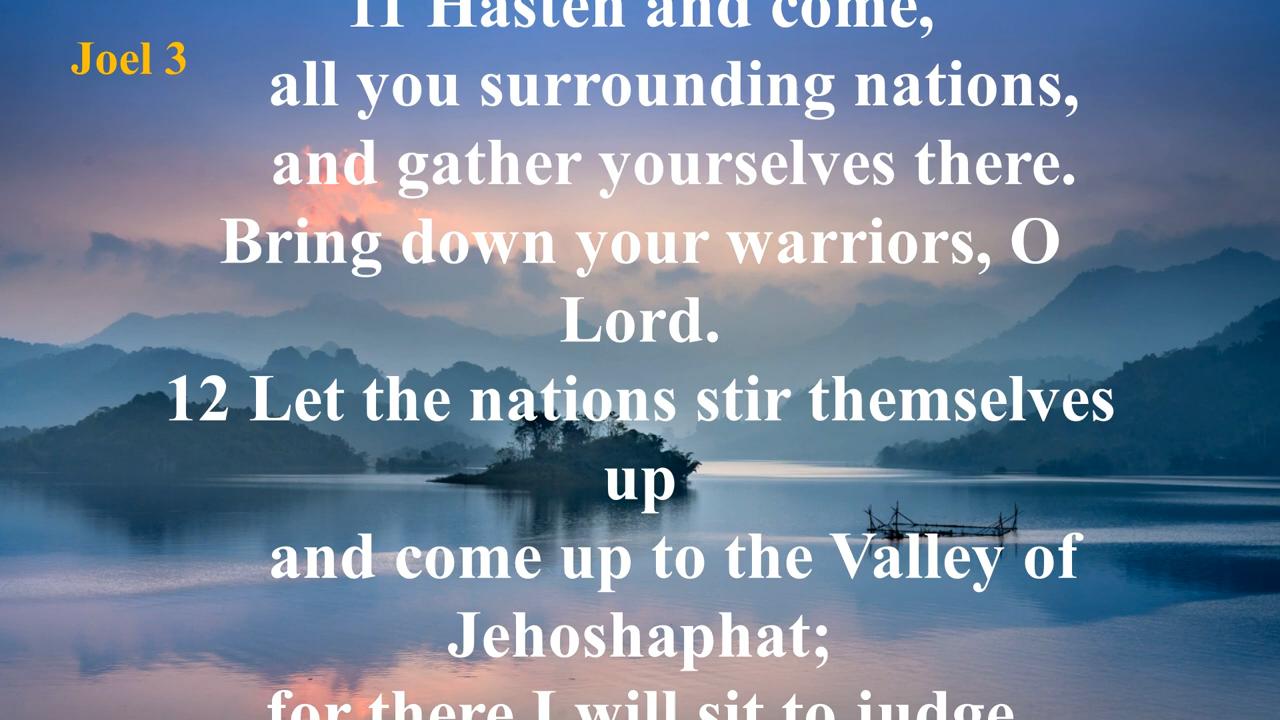 11 Hasten and come,
Joel 3
all you surrounding nations,
and gather yourselves there.
Bring down your warriors, O
Lord.
12 Let the nations stir themselves
up
and come up to the Valley of
Jehoshaphat;
for there I will sit to judge